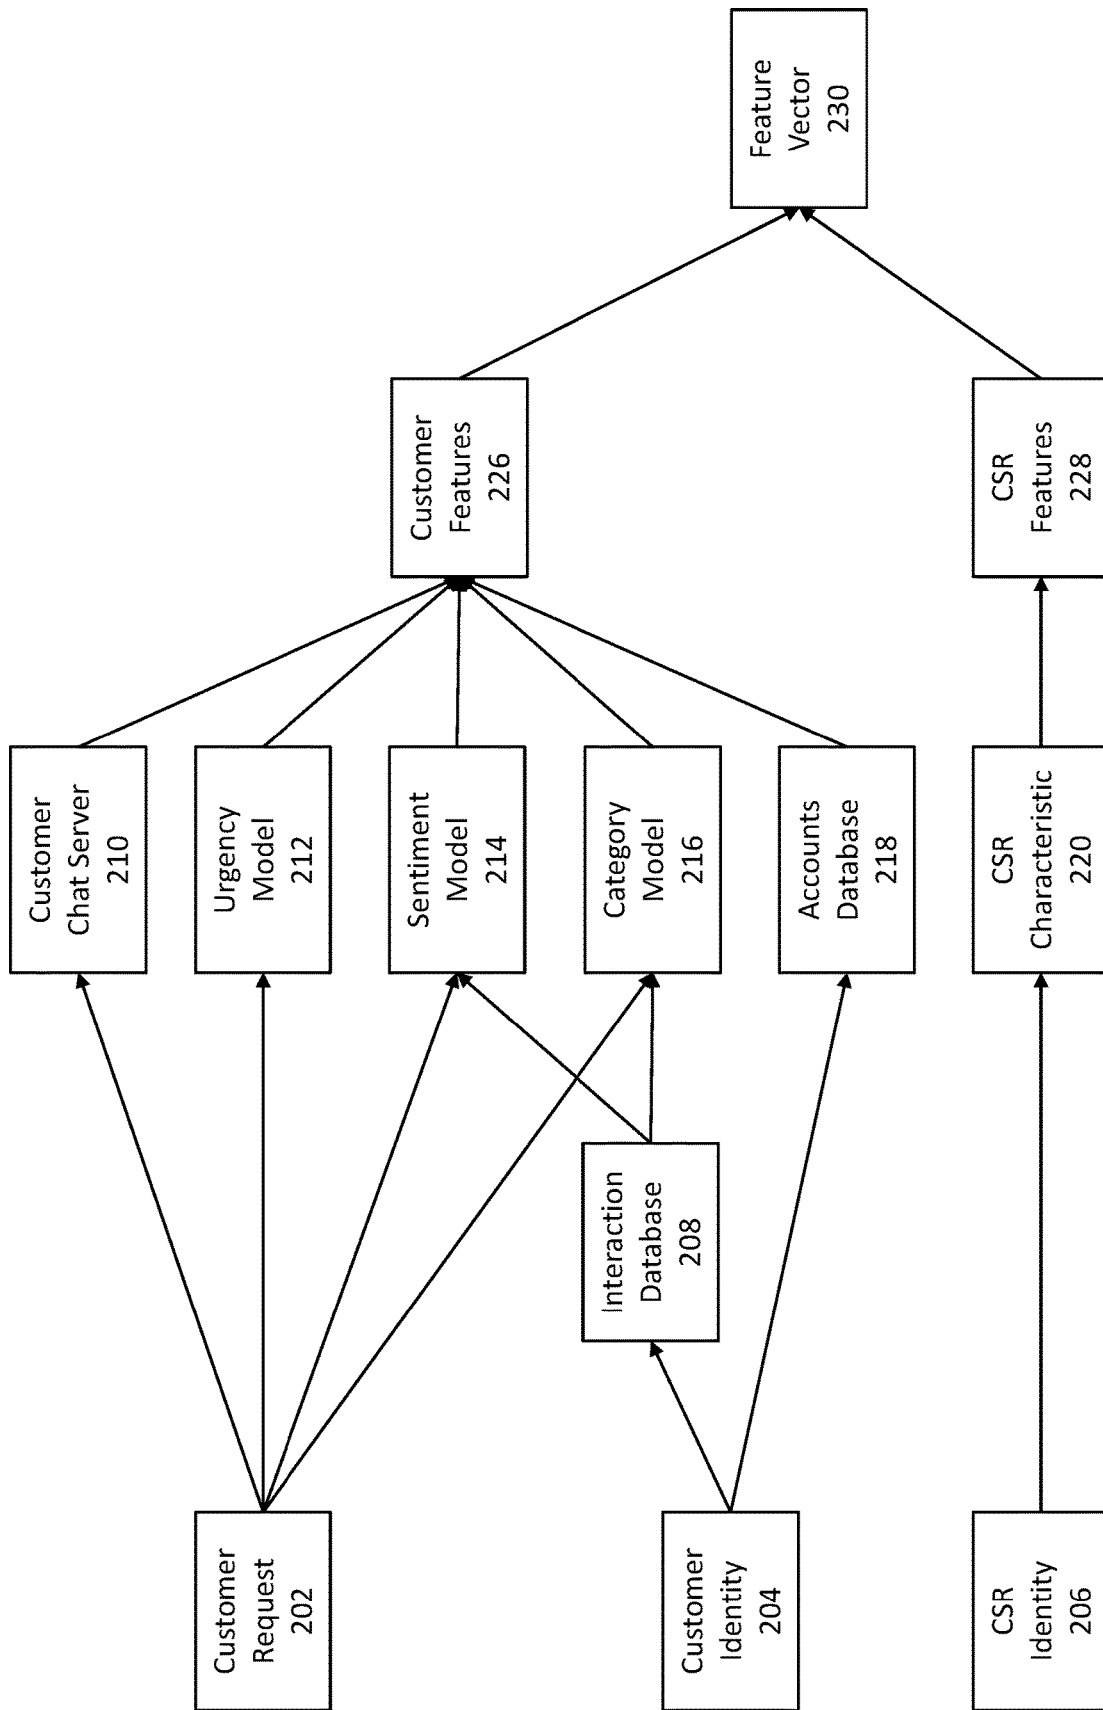 Customer
Request
202
Customer
Identity
204
CSR
Identity
206
Interaction
Database
208
Customer
Chat Server
210
Urgency
Model
212
Sentiment
Model
214
Category
Model
216
Accounts
Database
218
CSR
Characteristic
220
Customer
Features
226
CSR
Features
228
Feature
Vector
230